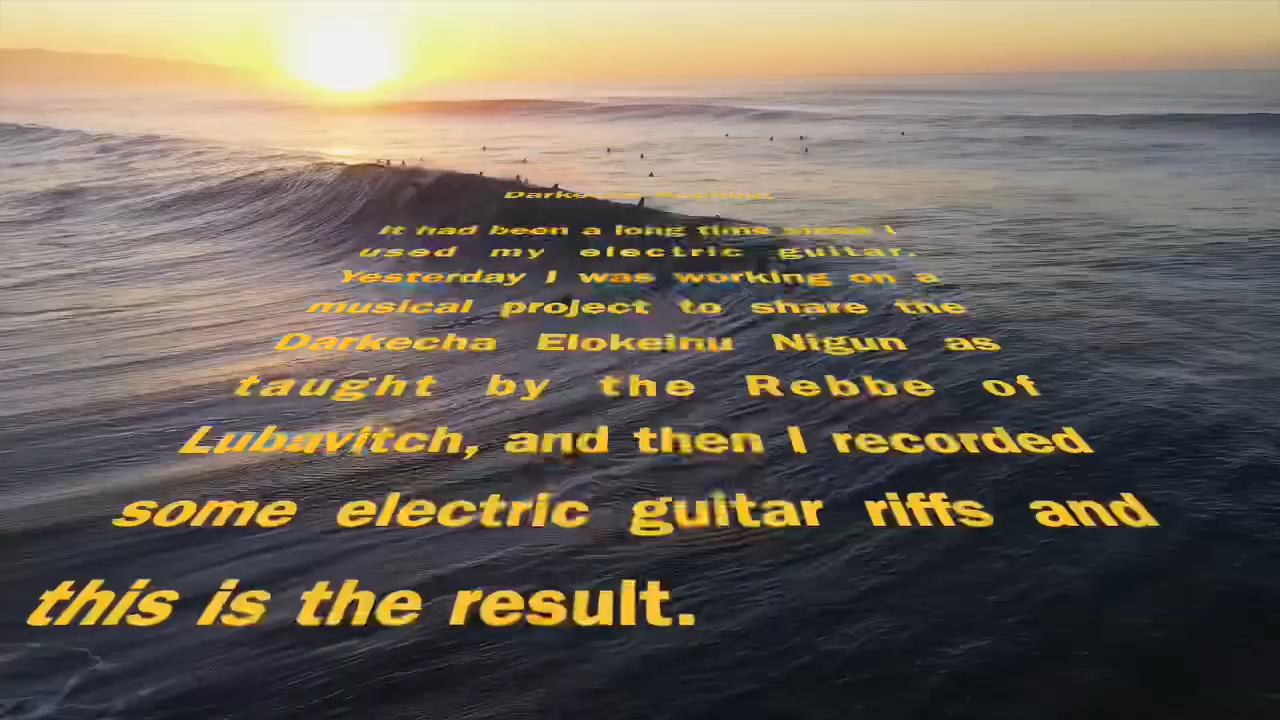 Darkecha Elokeinu
It had been a long time since I
used my electric guitar.
Yesterday I was working on a
musical project to share the
Darkecha Elokeinu Nigun as
taught by the Rebbe of
Lubavitch, and then I recorded
some electric guitar riffs and
this is the result.